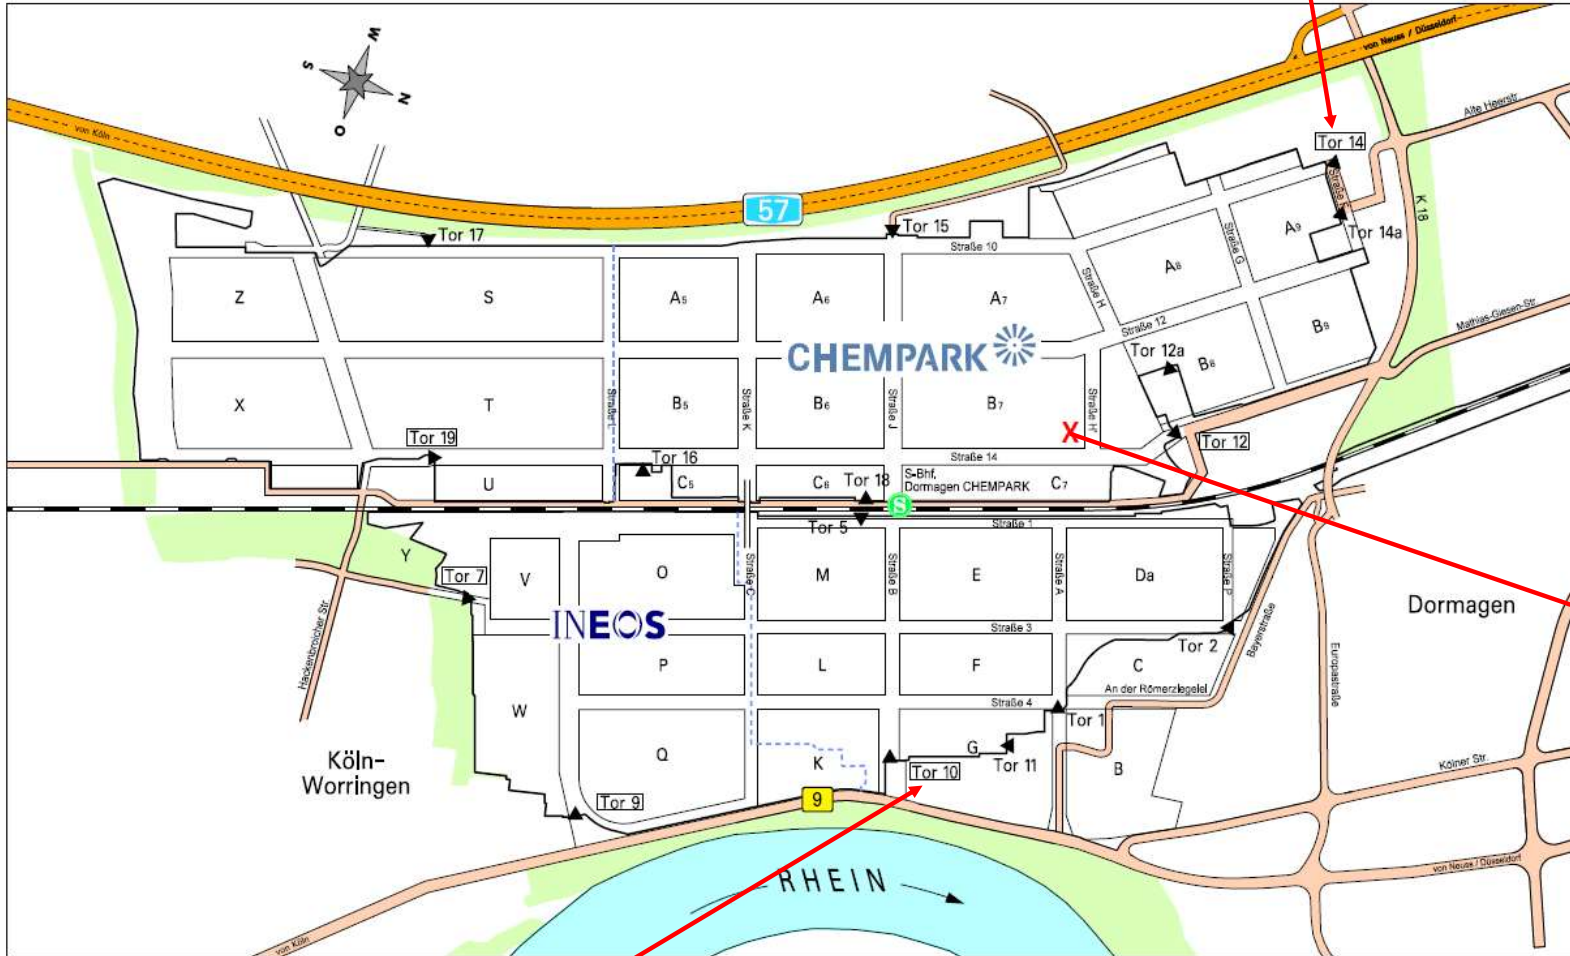 von Neuss / Düsseldorf
W
S
N
O
von Köln
Alte Heerstr.
Tor 14
57
K 18
Tor 17
Tor 15
Straße 10
Tor 14a
A9
Straße G
A8
Straße H
Z
S
A5
A6
A7
Straße 12
B9
Mathias-Giesen-Str.
CHEMPARK
Tor 12a
B8
X
T
B5
Straße K
B6
Straße J
B7
Straße H'
X
Tor 19
Tor 12
Tor 16
Straße 14
U
C5
C6
Tor 18
S-Bhf.
Dormagen CHEMPARK
C7
S
Tor 5
Straße 1
Y
Tor 7
V
O
Straße C
M
Straße B
E
Straße A
Da
Straße P
Dormagen
INEOS
Hackenbroicher Str.
Straße 3
Tor 2
Bayerstraße
Europastraße
P
L
F
C
An der Römerziegelei
W
Straße 4
Tor 1
Köln-
Worringen
Q
K
G
Tor 11
B
Tor 10
Kölner Str.
Tor 9
9
von Neuss / Düsseldorf
RHEIN
von Köln